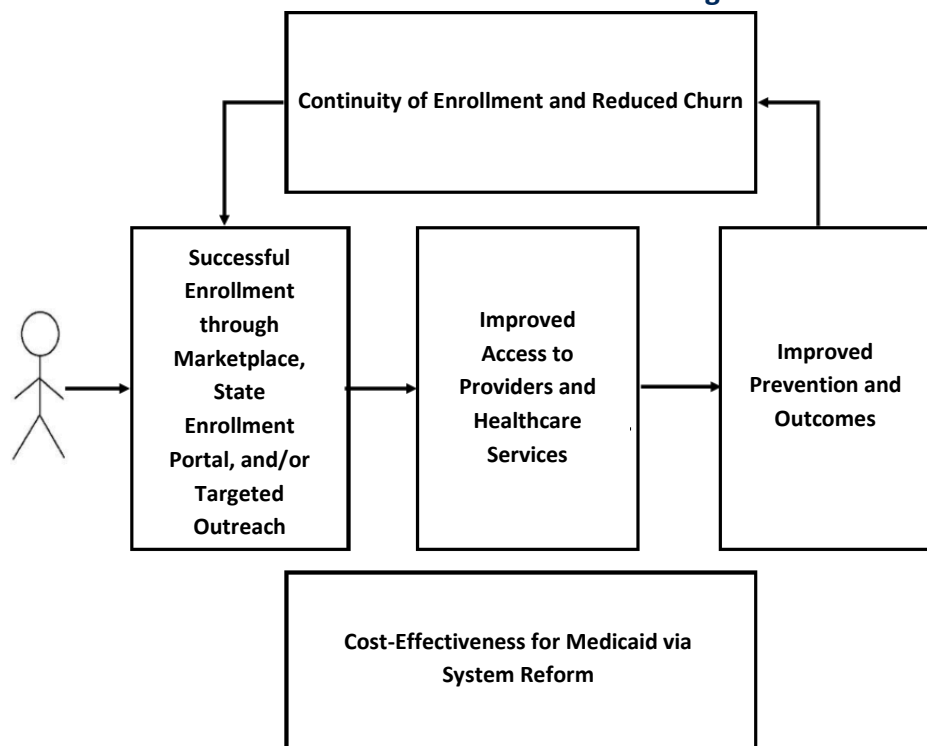 Continuity of Enrollment and Reduced Churn
Successful
Enrollment
through
Marketplace,
State
Enrollment
Portal, and/or
Targeted
Outreach
Improved
Access to
Providers and
Healthcare
Services
Improved
Prevention and
Outcomes
Cost-Effectiveness for Medicaid via
System Reform